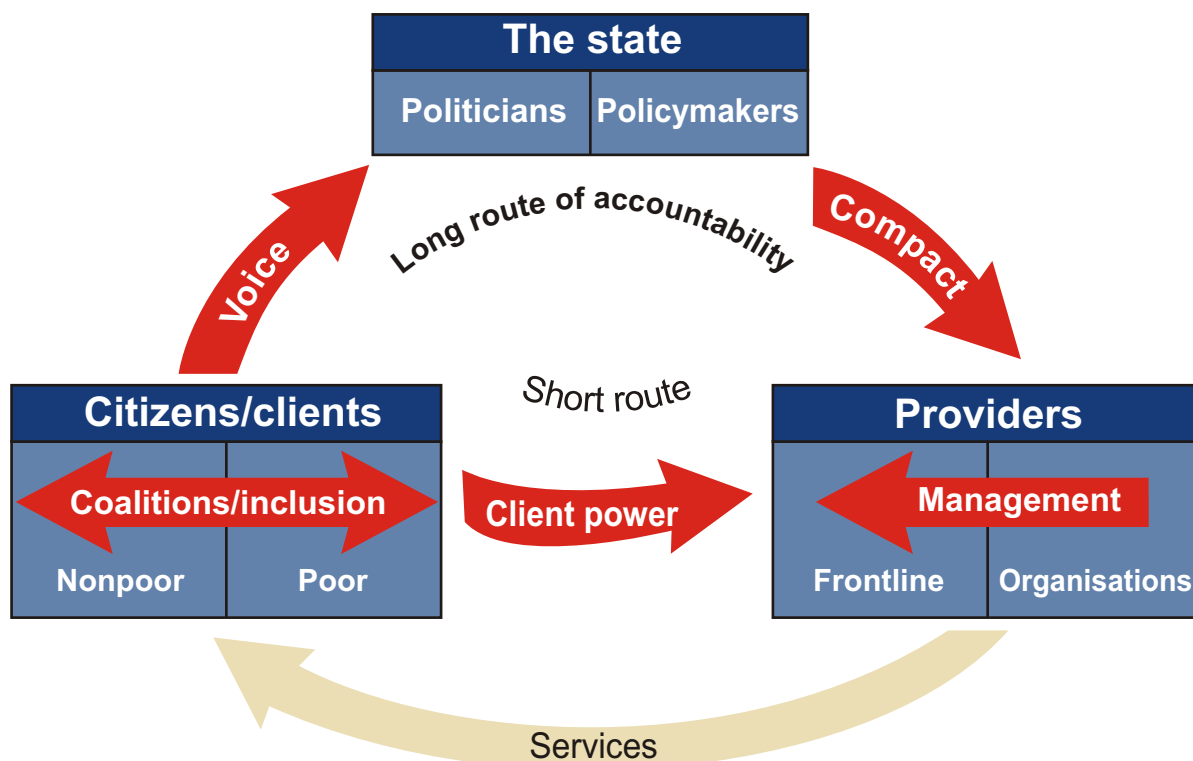 The state
Politicians Policymakers
Long route of accountability
Voice
Compact
Short route
Citizens/clients
Providers
Coalitions/inclusion
Client power
Management
Nonpoor Poor
Frontline Organisations
Services